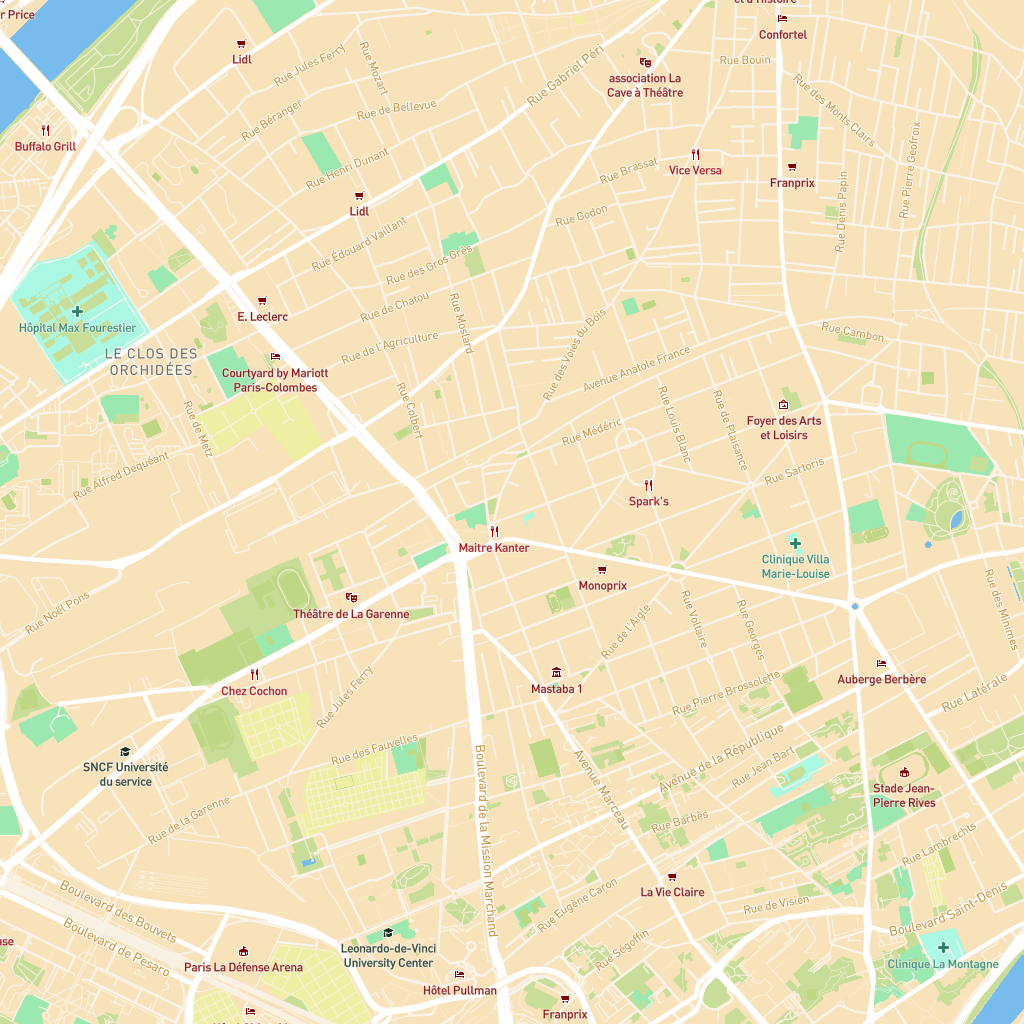 r Price
Lidl
Rue Jules Ferry
Rue Mozart
Rue Gabriel Péri
et d'Histoire
Confortel
Rue Bouin
association La
Cave à Théâtre
Rue des Monts Clairs
Rue Béranger
Rue de Bellevue
Buffalo Grill
Rue Henri Dunant
Rue Brassat
Vice Versa
Franprix
Rue Pierre Geofroix
Rue Denis Papin
Lidl
Rue Godon
Rue Édouard Vaillant
Rue des Gros Grès
Hôpital Max Fourestier
E. Leclerc
Rue de Chatou
Rue Moslard
Rue de l'Agriculture
Rue des Voies du Bois
Rue Cambon
LE CLOS DES
ORCHIDÉES
Courtyard by Mariott
Paris-Colombes
Avenue Anatole France
Rue Colbert
Rue Louis Blanc
Rue de Plaisance
Foyer des Arts
et Loisirs
Rue de Metz
Rue Médéric
Rue Alfred Dequéant
Rue Sartoris
Spark's
Maitre Kanter
Clinique Villa
Marie-Louise
Monoprix
Rue Noël Pons
Théâtre de La Garenne
Rue de l'Aigle
Rue Voltaire
Rue Georges
Rue des Minimes
Chez Cochon
Mastaba 1
Auberge Berbère
Rue Jules Ferry
Rue Pierre Brossolette
Rue Latérale
Rue des Fauvelles
Avenue de la République
SNCF Université
du service
Boulevard de la Mission Marchand
Avenue Marceau
Rue Jean Bart
Stade Jean-
Pierre Rives
Rue de la Garenne
Rue Barbès
Rue Lambrechts
La Vie Claire
Boulevard des Bouvets
Rue Eugène Caron
Rue de Visien
Boulevard Saint-Denis
Boulevard de Pesaro
Rue Ségoffin
Leonardo-de-Vinci
University Center
Paris La Défense Arena
Clinique La Montagne
Hôtel Pullman
Franprix